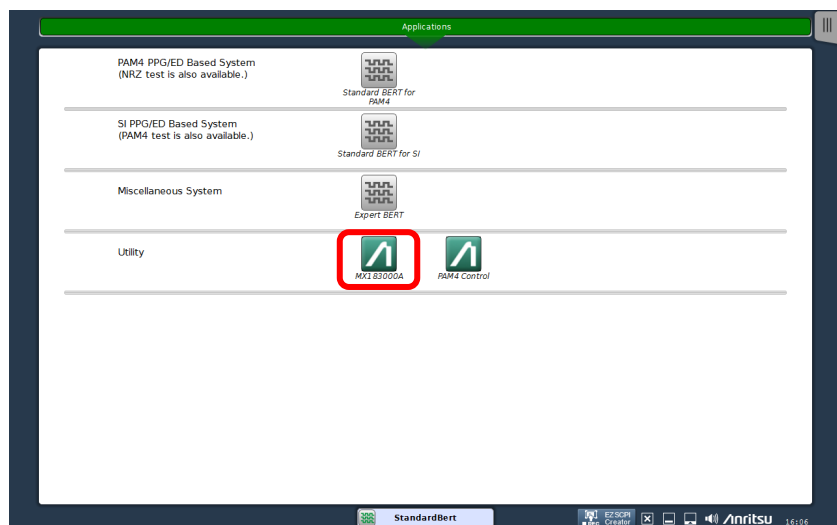 Applications
PAM4 PPG/ED Based System
(NRZ test is also available.)
Standard BERT for
PAM4
SI PPG/ED Based System
(PAM4 test is also available.)
Standard BERT for SI
Miscellaneous System
Expert BERT
Utility
MX183000A
PAM4 Control
StandardBert
REC
EZSCPI
Creator
Anritsu
16:06